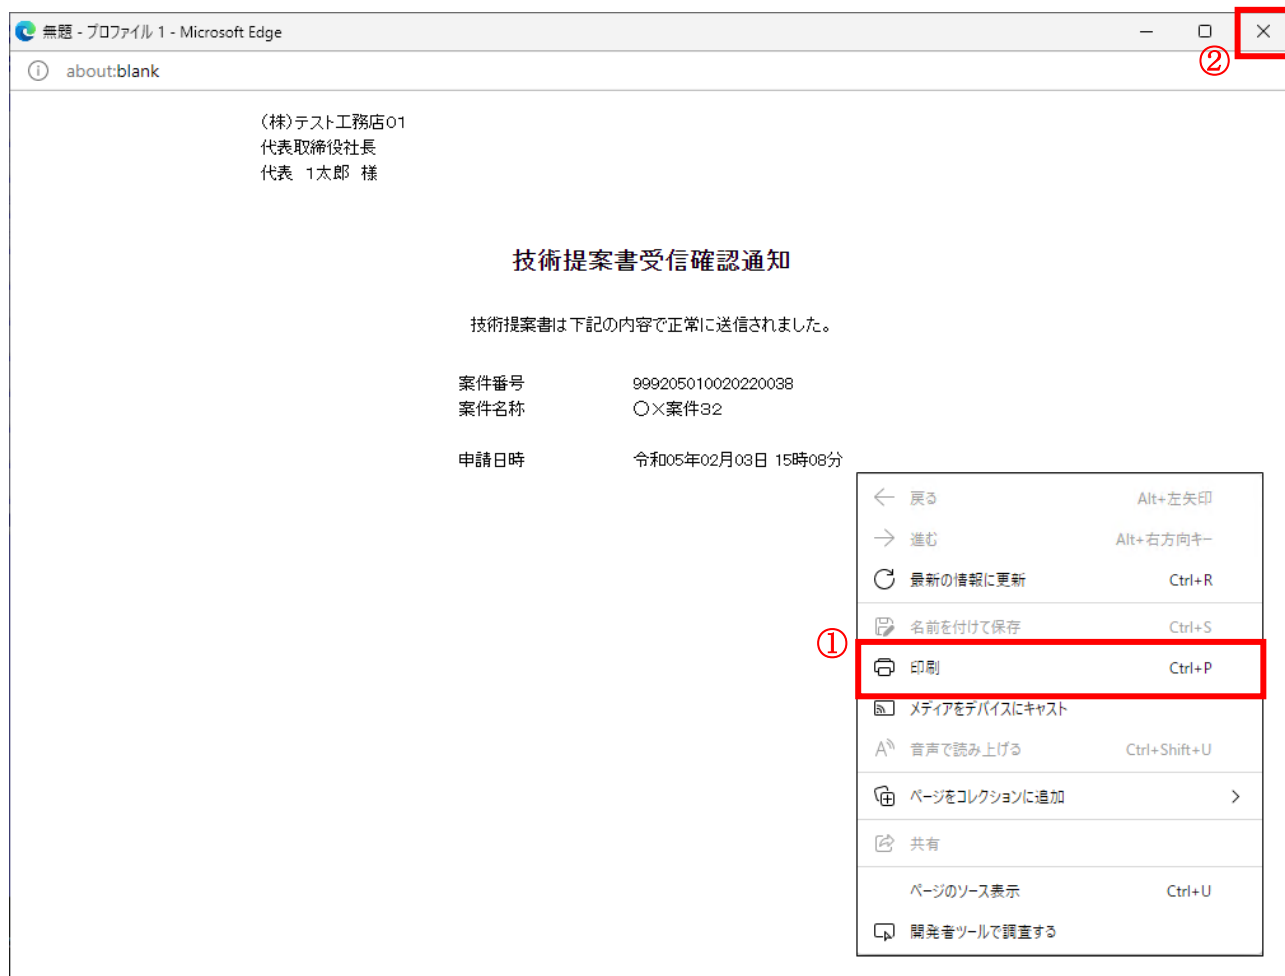 無題 - プロファイル 1 - Microsoft Edge
②
about:blank
(株)テスト工務店01
代表取締役社長
代表 1太郎 様
技術提案書受信確認通知
技術提案書は下記の内容で正常に送信されました。
案件番号 999205010020220038
案件名称 ○×案件32
申請日時 令和05年02月03日 15時08分
戻る Alt+左矢印
進む Alt+右方向キー
最新の情報に更新 Ctrl+R
名前を付けて保存 Ctrl+S
①
印刷 Ctrl+P
メディアをデバイスにキャスト
音声で読み上げる Ctrl+Shift+U
ページをコレクションに追加
共有
ページのソース表示 Ctrl+U
開発者ツールで調査する